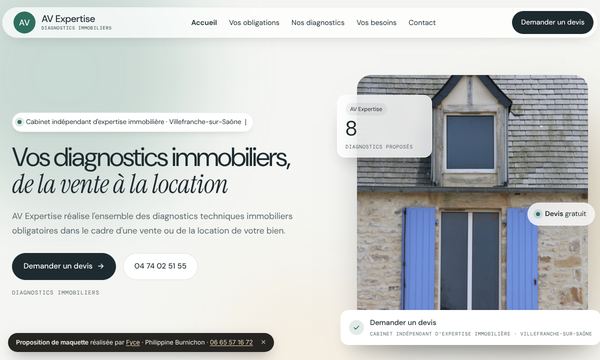 AV
AV Expertise
DIAGNOSTICS IMMOBILIERS
Accueil
Vos obligations
Nos diagnostics
Vos besoins
Contact
Demander un devis
Cabinet indépendant d'expertise immobilière · Villefranche-sur-Saône
Vos diagnostics immobiliers,
de la vente à la location
AV Expertise réalise l'ensemble des diagnostics techniques immobiliers
obligatoires dans le cadre d'une vente ou de la location de votre bien.
Demander un devis →
04 74 02 51 55
DIAGNOSTICS IMMOBILIERS
AV Expertise
8
DIAGNOSTICS PROPOSÉS
Devis gratuit
Demander un devis
CABINET INDÉPENDANT D'EXPERTISE IMMOBILIÈRE · VILLEFRANCHE-SUR-SAÔNE
Proposition de maquette réalisée par Fyce · Philippine Burnichon · 06 65 57 16 72 ×